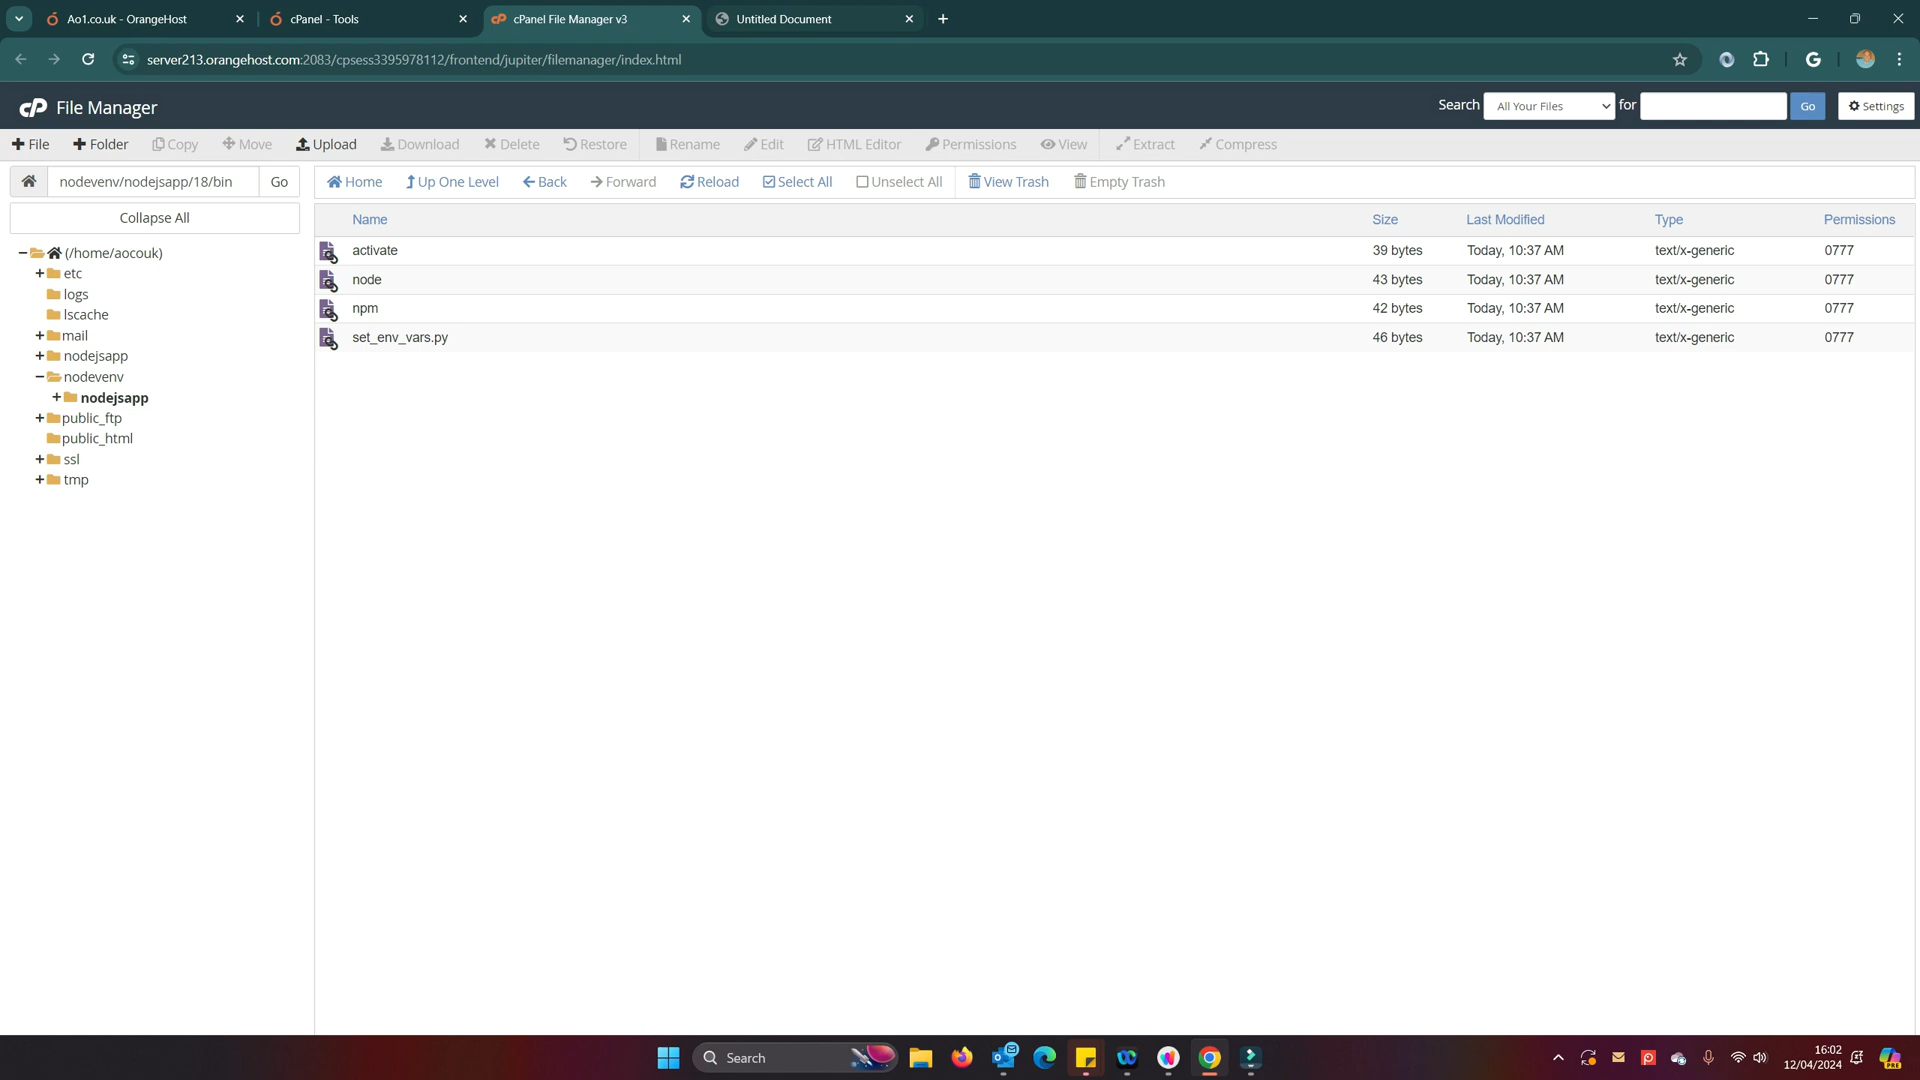 Ao1.co.uk - OrangeHost
cPanel - Tools
cPanel File Manager v3
Untitled Document
server213.orangehost.com:2083/cpsess3395978112/frontend/jupiter/filemanager/index.html
cP File Manager
Search All Your Files for Go Settings
File Folder Copy Move Upload Download Delete Restore Rename Edit HTML Editor Permissions View Extract Compress
nodevenv/nodejsapp/18/bin Go
Home Up One Level Back Forward Reload Select All Unselect All View Trash Empty Trash
Collapse All
(/home/aocouk)
etc
logs
lscache
mail
nodejsapp
nodevenv
nodejsapp
public_ftp
public_html
ssl
tmp
Name Size Last Modified Type Permissions
activate 39 bytes Today, 10:37 AM text/x-generic 0777
node 43 bytes Today, 10:37 AM text/x-generic 0777
npm 42 bytes Today, 10:37 AM text/x-generic 0777
set_env_vars.py 46 bytes Today, 10:37 AM text/x-generic 0777
Search
16:02
12/04/2024
PRE